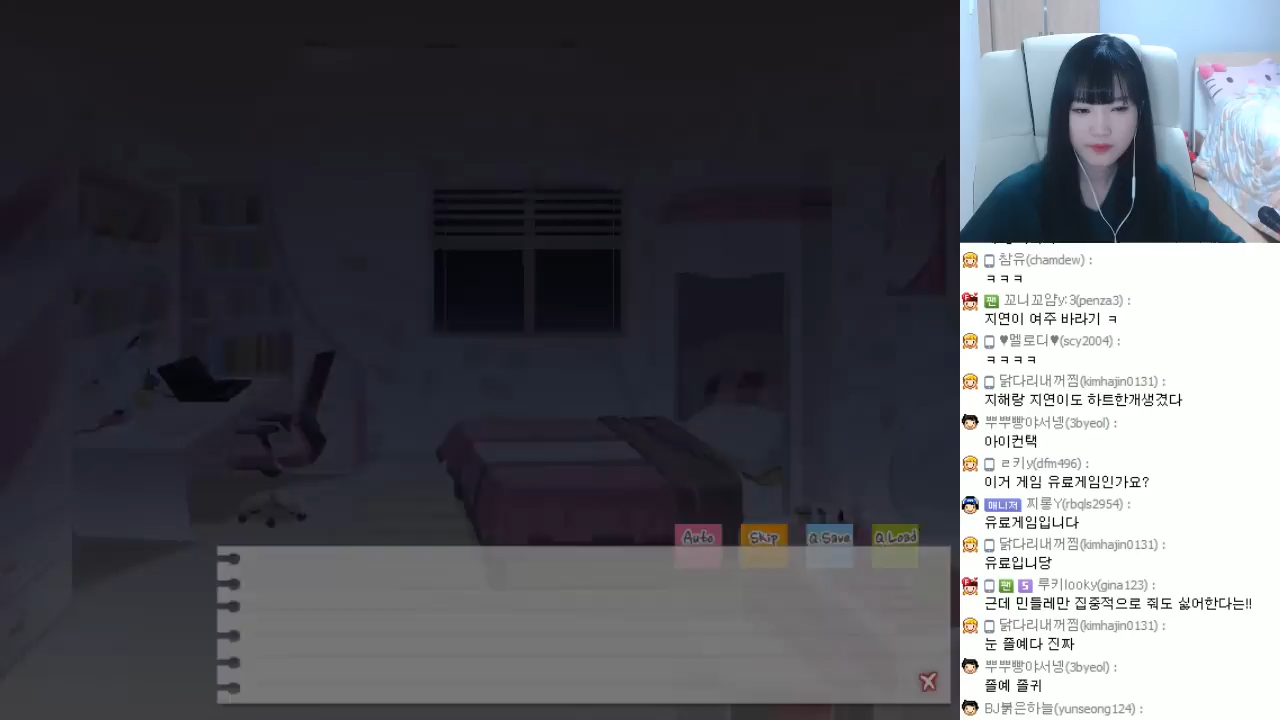 Auto
Skip
Q.Save
Q.Load
참유(chamdew) :
ㅋㅋㅋ
팬 꼬니꼬얌y:3(penza3) :
지연이 여주 바라기 ㅋ
♥멜로디♥(scy2004) :
ㅋㅋㅋㅋ
닭다리내꺼찜(kimhajin0131) :
지해랑 지연이도 하트한개생겼다
뿌뿌빵야서넹(3byeol) :
아이컨택
ㄹ키y(dfm496) :
이거 게임 유료게임인가요?
매니저 찌롱Y(rbqls2954) :
유료게임입니다
닭다리내꺼찜(kimhajin0131) :
유료입니당
팬 S 루키looky(gina123) :
근데 민들레만 집중적으로 줘도 싫어한다는!!
닭다리내꺼찜(kimhajin0131) :
눈 쫄예다 진짜
뿌뿌빵야서넹(3byeol) :
쫄예 쫄귀
BJ붉은하늘(yunseong124) :